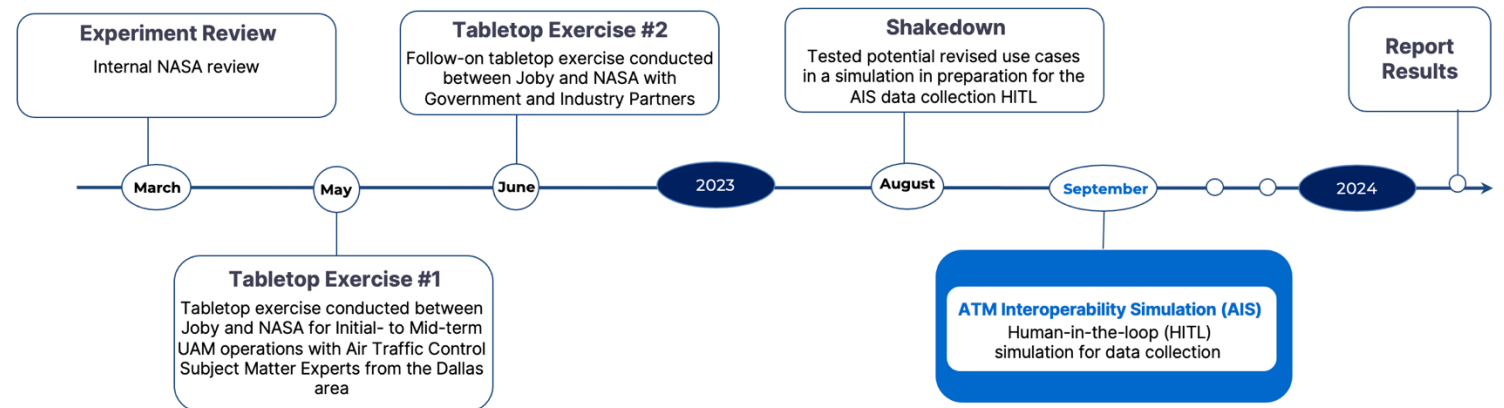 Experiment Review
Internal NASA review
Tabletop Exercise #2
Follow-on tabletop exercise conducted
between Joby and NASA with
Government and Industry Partners
Shakedown
Tested potential revised use cases
in a simulation in preparation for the
AIS data collection HITL
Report
Results
March
May
June
2023
August
September
2024
Tabletop Exercise #1
Tabletop exercise conducted between
Joby and NASA for Initial- to Mid-term
UAM operations with Air Traffic Control
Subject Matter Experts from the Dallas
area
ATM Interoperability Simulation (AIS)
Human-in-the-loop (HITL)
simulation for data collection